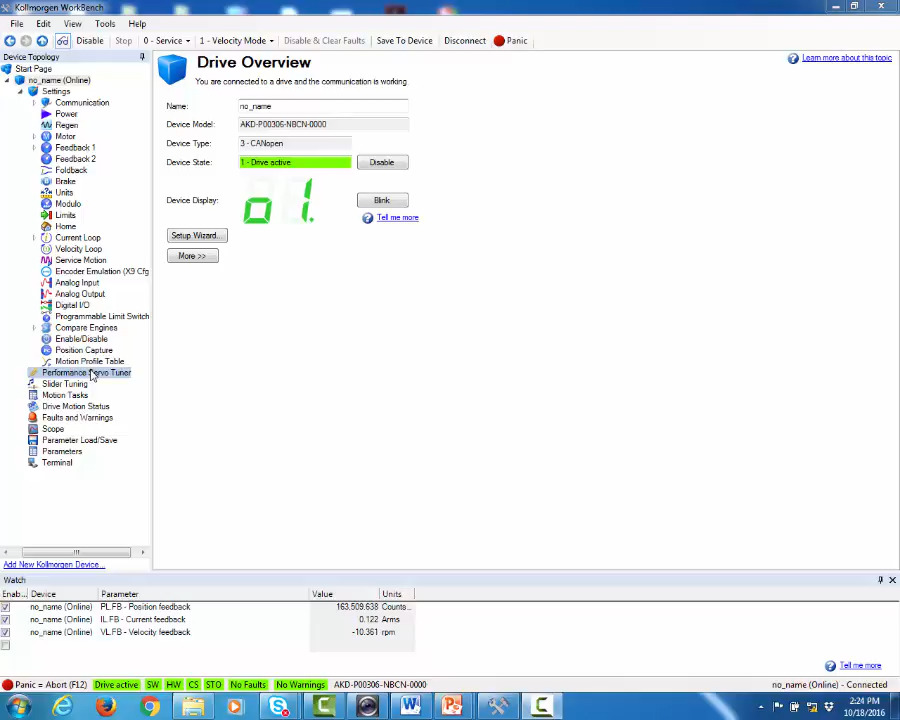 Kollmorgen WorkBench
File Edit View Tools Help
Disable Stop 0 - Service 1 - Velocity Mode Disable & Clear Faults Save To Device Disconnect Panic
Device Topology
Start Page
no_name (Online)
Settings
Communication
Power
Regen
Motor
Feedback 1
Feedback 2
Foldback
Brake
Units
Modulo
Limits
Home
Current Loop
Velocity Loop
Service Motion
Encoder Emulation (X9 Cfg
Analog Input
Analog Output
Digital I/O
Programmable Limit Switch
Compare Engines
Enable/Disable
Position Capture
Motion Profile Table
Performance Servo Tuner
Slider Tuning
Motion Tasks
Drive Motion Status
Faults and Warnings
Scope
Parameter Load/Save
Parameters
Terminal
Add New Kollmorgen Device...
Drive Overview
Learn more about this topic
You are connected to a drive and the communication is working.
Name: no_name
Device Model: AKD-P00306-NBCN-0000
Device Type: 3 - CANopen
Device State: 1 - Drive active Disable
Device Display: o1. Blink
Tell me more
Setup Wizard...
More >>
Watch
Enab... Device Parameter Value Units
no_name (Online) PL.FB - Position feedback 163,509.638 Counts...
no_name (Online) IL.FB - Current feedback 0.122 Arms
no_name (Online) VL.FB - Velocity feedback -10.361 rpm
Tell me more
Panic = Abort (F12) Drive active SW HW CS STO No Faults No Warnings AKD-P00306-NBCN-0000 no_name (Online) - Connected
2:24 PM
10/18/2016